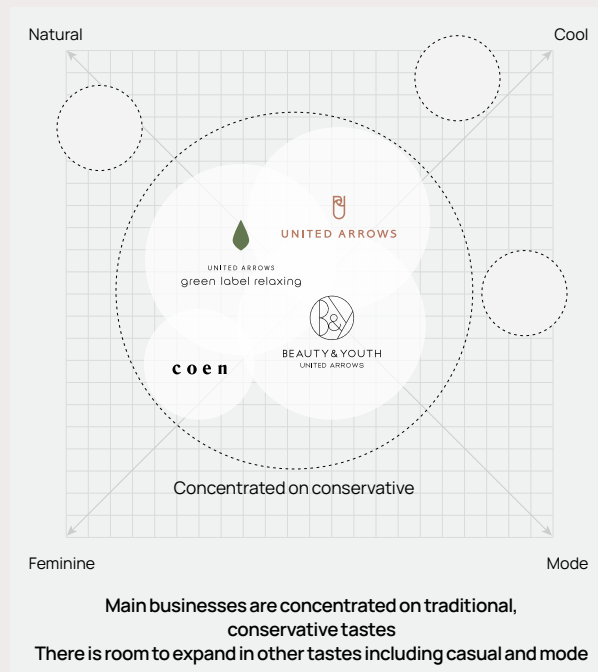 Natural
Cool
UNITED ARROWS
UNITED ARROWS
green label relaxing
B&Y
BEAUTY&YOUTH
UNITED ARROWS
coen
Concentrated on conservative
Feminine
Mode
Main businesses are concentrated on traditional,
conservative tastes
There is room to expand in other tastes including casual and mode